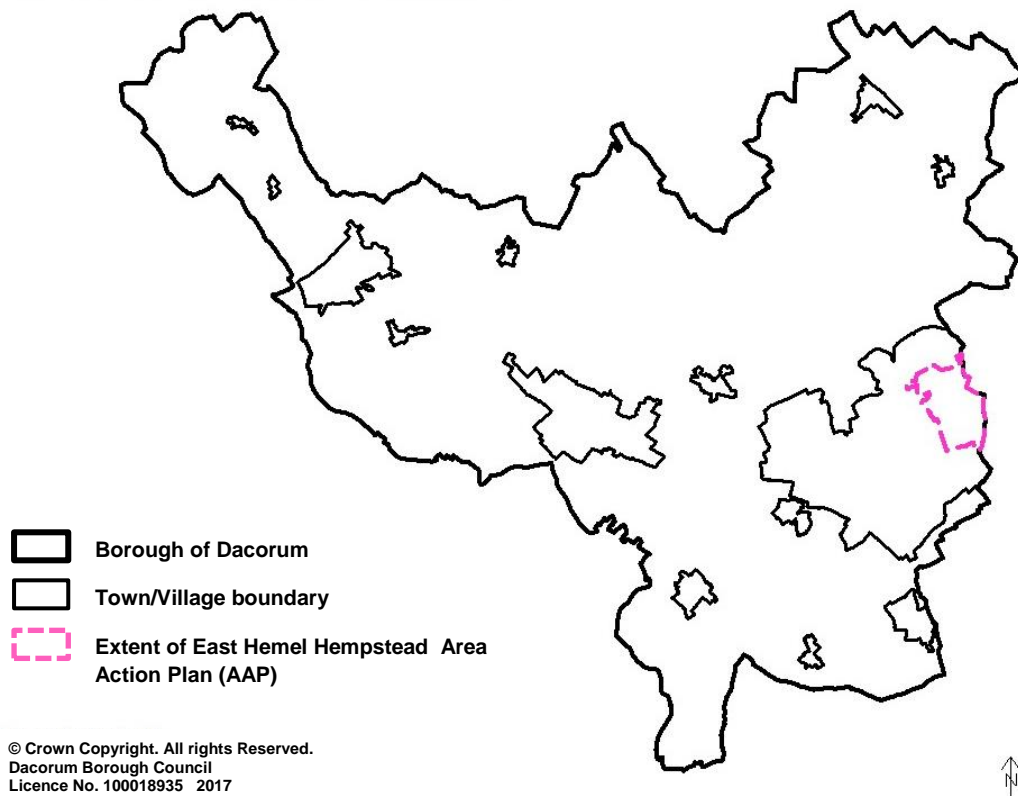 Borough of Dacorum
Town/Village boundary
Extent of East Hemel Hempstead Area
Action Plan (AAP)
© Crown Copyright. All rights Reserved.
Dacorum Borough Council
Licence No. 100018935 2017
N